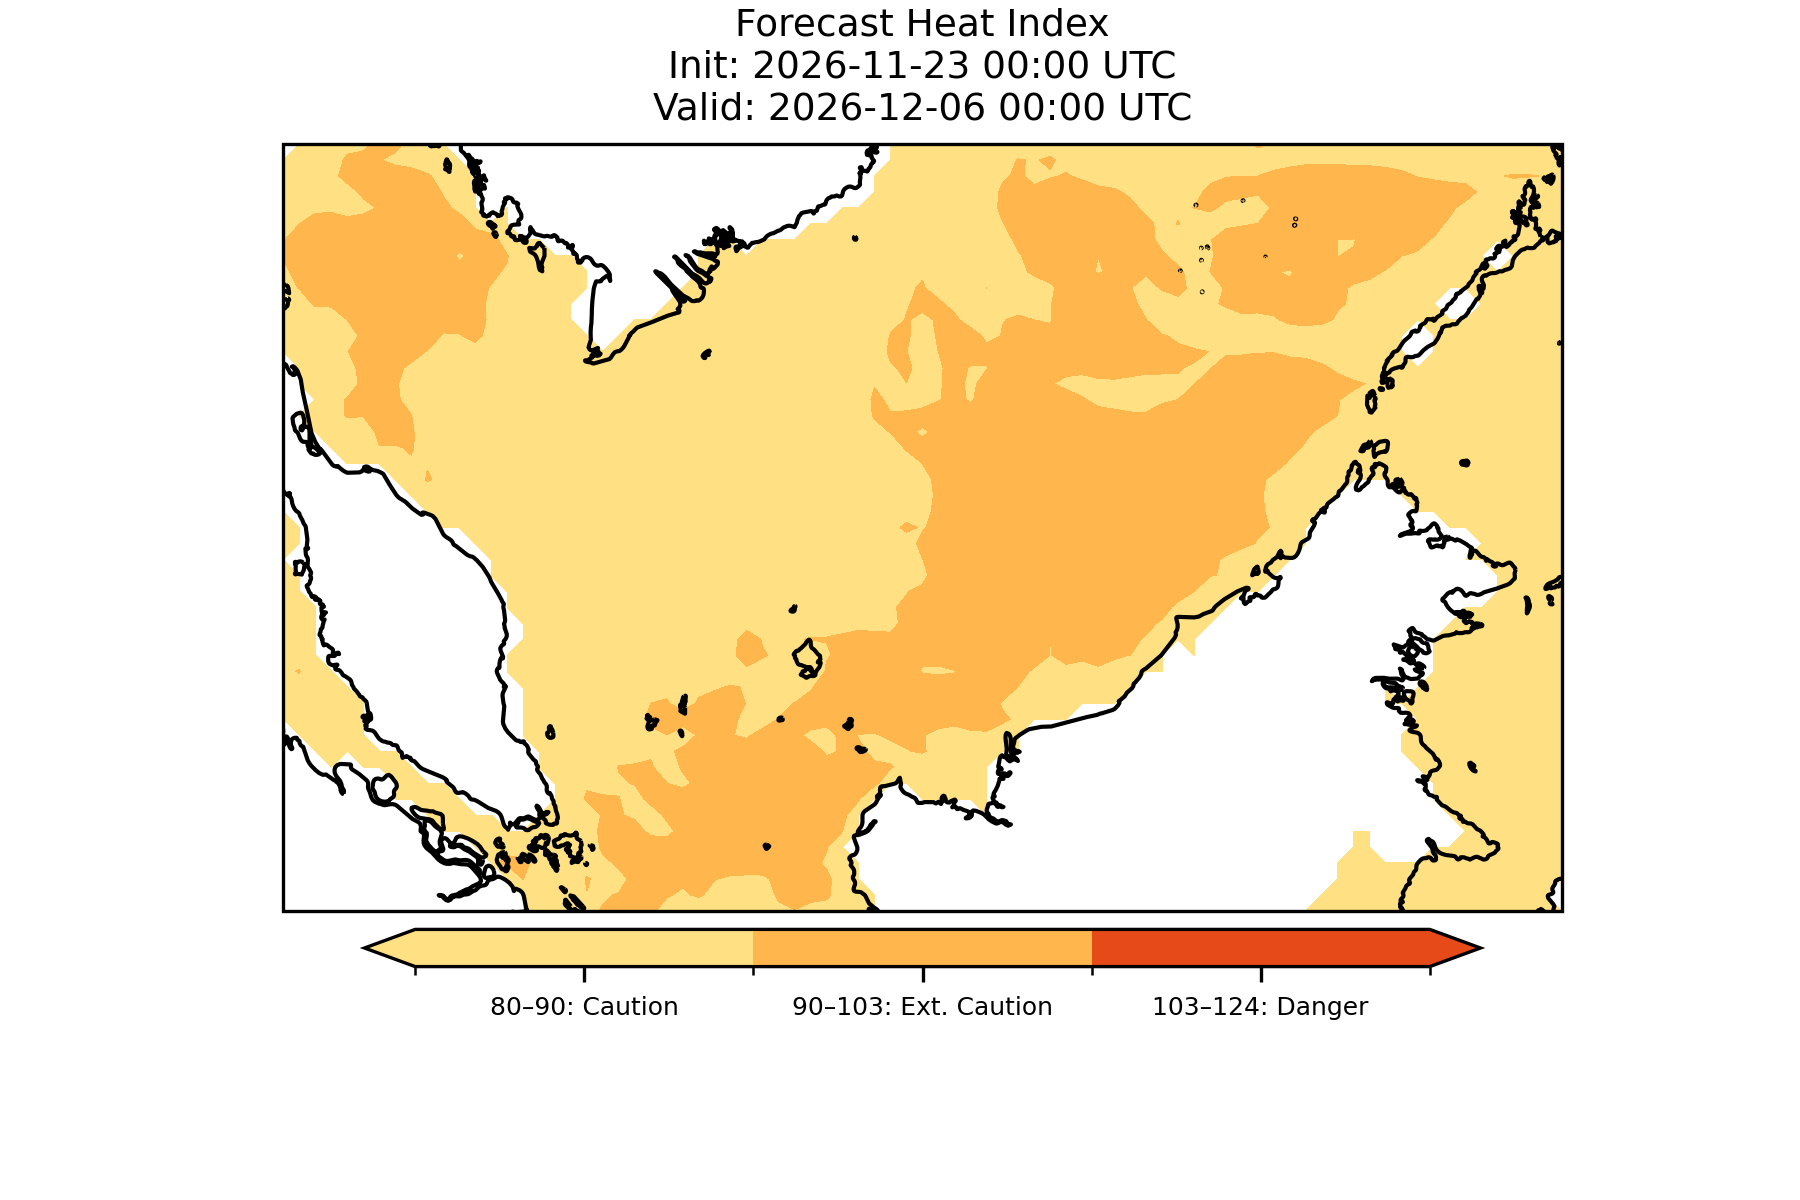 Forecast Heat Index
Init: 2026-11-23 00:00 UTC
Valid: 2026-12-06 00:00 UTC
80–90: Caution
90–103: Ext. Caution
103–124: Danger